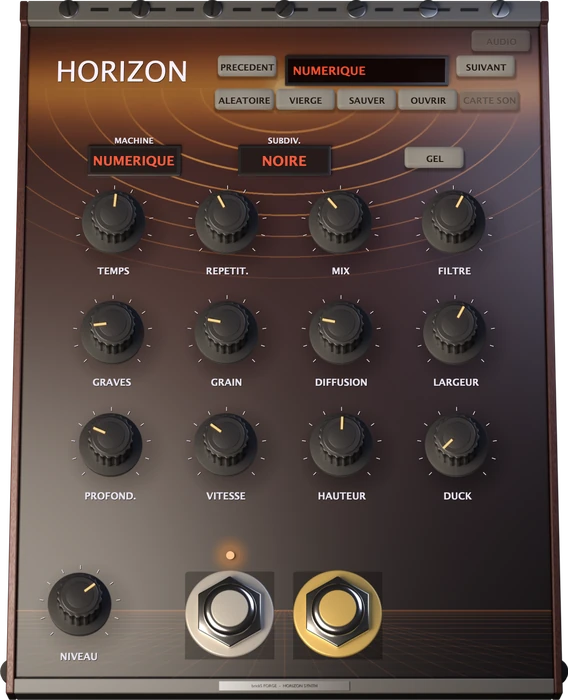 AUDIO
HORIZON
PRECEDENT
NUMERIQUE
SUIVANT
ALEATOIRE
VIERGE
SAUVER
OUVRIR
CARTE SON
MACHINE
SUBDIV.
NUMERIQUE
NOIRE
GEL
TEMPS
REPETIT.
MIX
FILTRE
GRAVES
GRAIN
DIFFUSION
LARGEUR
PROFOND.
VITESSE
HAUTEUR
DUCK
NIVEAU